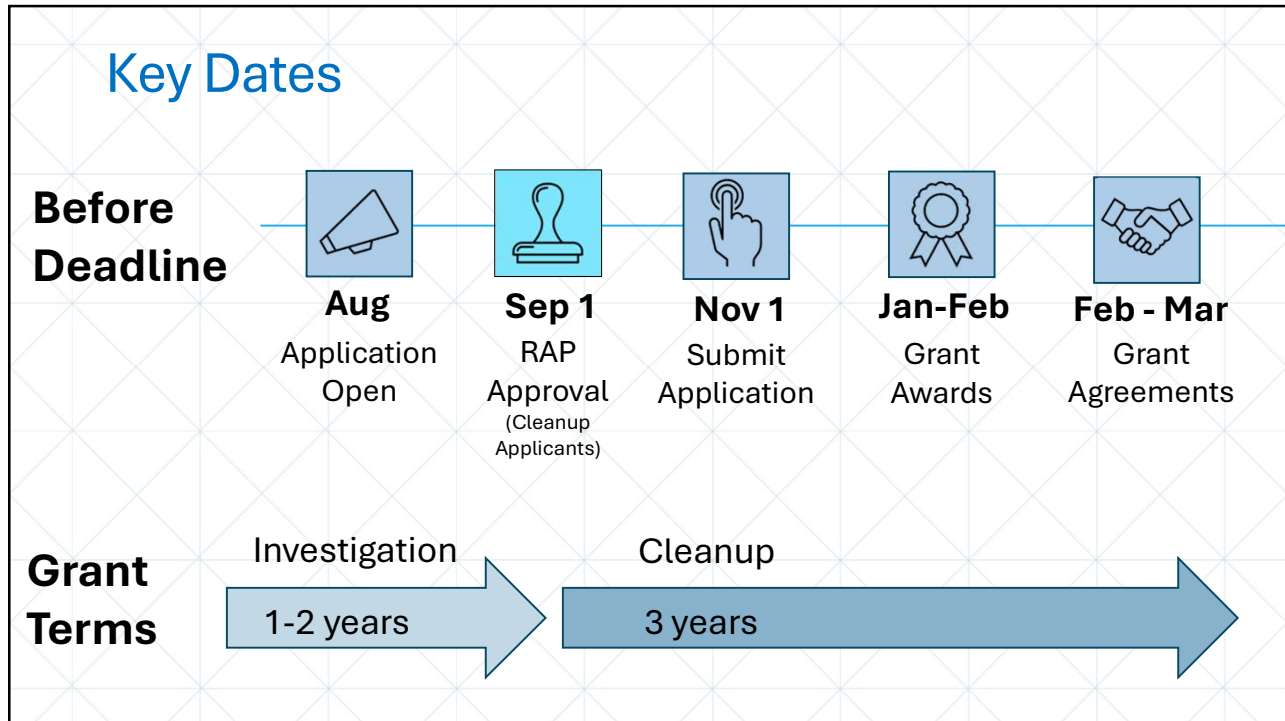 Key Dates
Before
Deadline
Aug
Application
Open
Sep 1
RAP
Approval
(Cleanup
Applicants)
Nov 1
Submit
Application
Jan-Feb
Grant
Awards
Feb - Mar
Grant
Agreements
Grant
Terms
Investigation
1-2 years
Cleanup
3 years